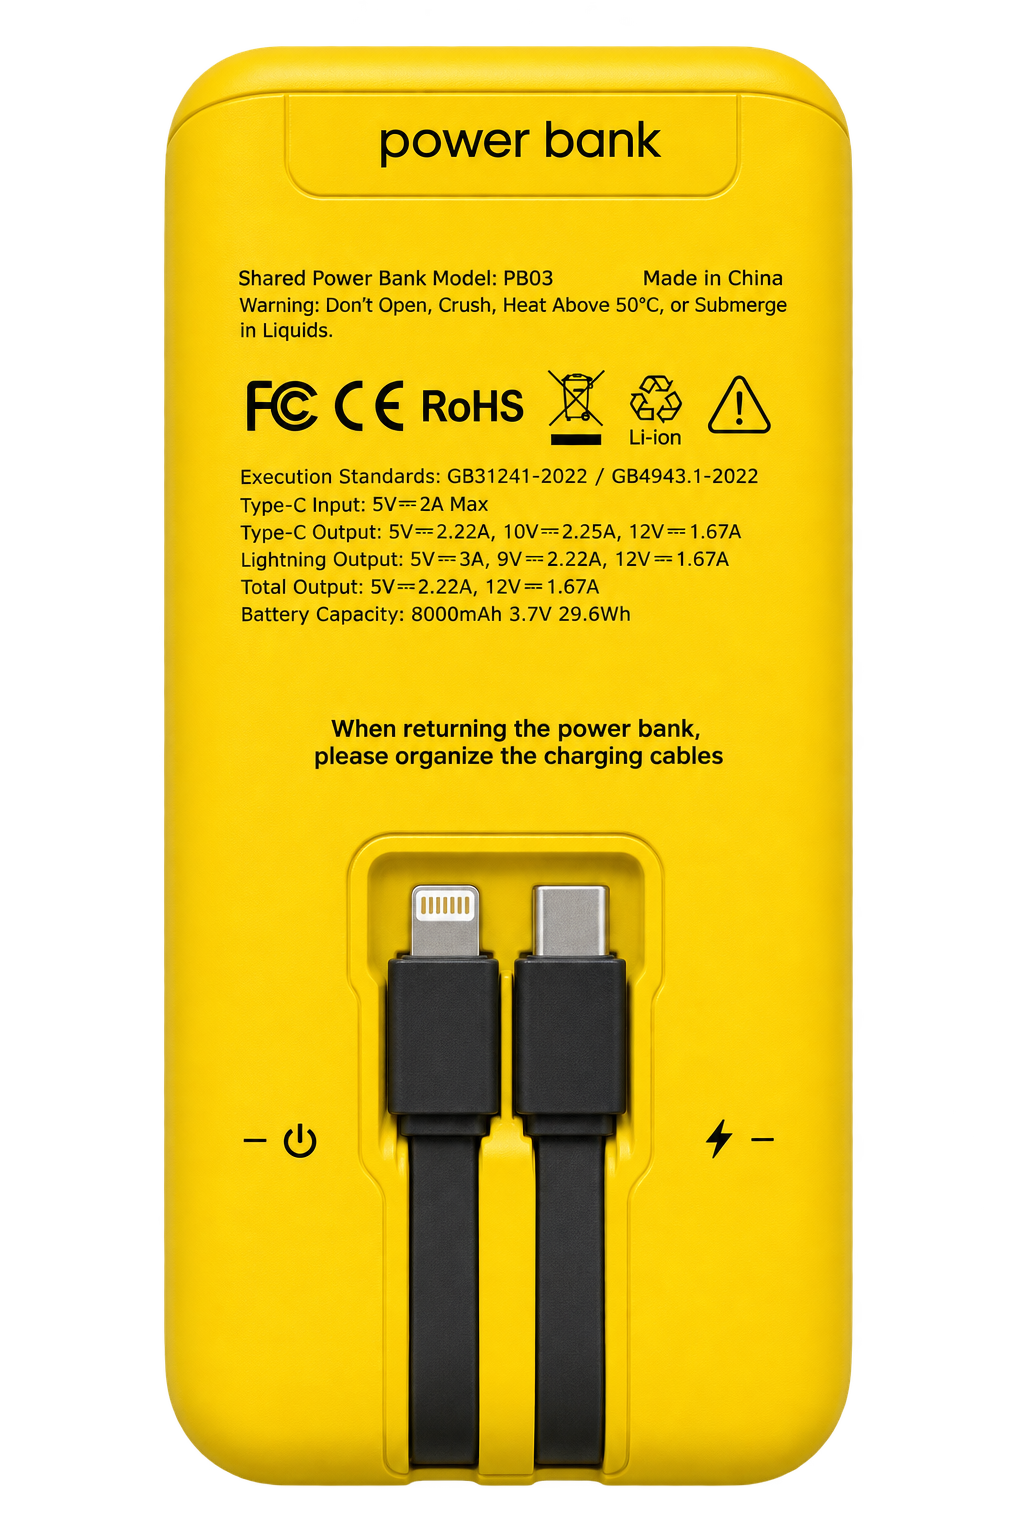 power bank
Shared Power Bank Model: PB03 Made in China
Warning: Don't Open, Crush, Heat Above 50°C, or Submerge
in Liquids.
FC CE RoHS
Li-ion
Execution Standards: GB31241-2022 / GB4943.1-2022
Type-C Input: 5V⎓2A Max
Type-C Output: 5V⎓2.22A, 10V⎓2.25A, 12V⎓1.67A
Lightning Output: 5V⎓3A, 9V⎓2.22A, 12V⎓1.67A
Total Output: 5V⎓2.22A, 12V⎓1.67A
Battery Capacity: 8000mAh 3.7V 29.6Wh
When returning the power bank,
please organize the charging cables